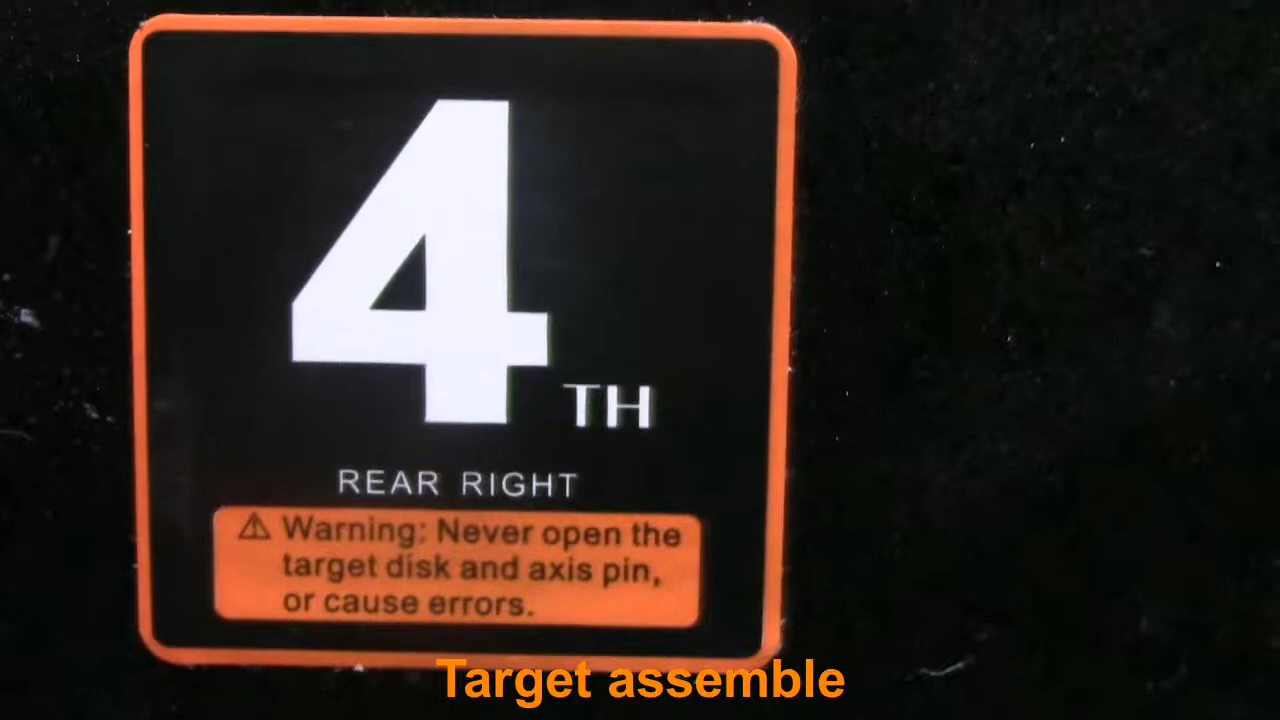 4 TH
REAR RIGHT
⚠ Warning: Never open the
target disk and axis pin,
or cause errors.
Target assemble